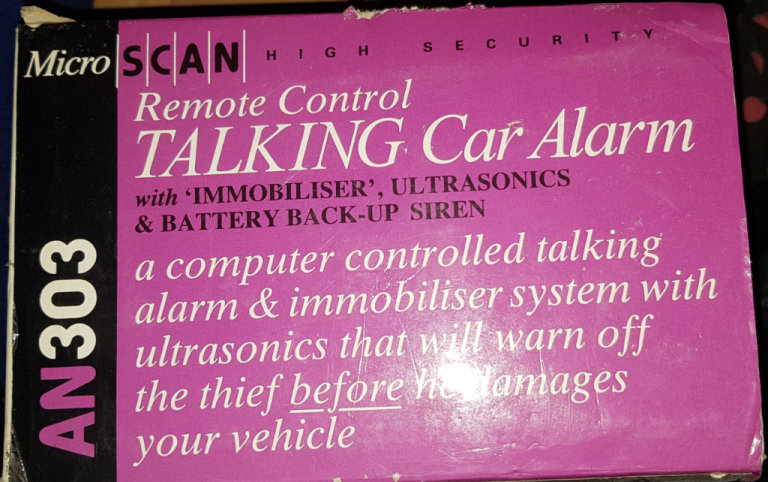 Micro SCAN HIGH SECURITY
Remote Control
TALKING Car Alarm
with 'IMMOBILISER', ULTRASONICS
& BATTERY BACK-UP SIREN
a computer controlled talking
alarm & immobiliser system with
ultrasonics that will warn off
the thief before he damages
your vehicle
AN303